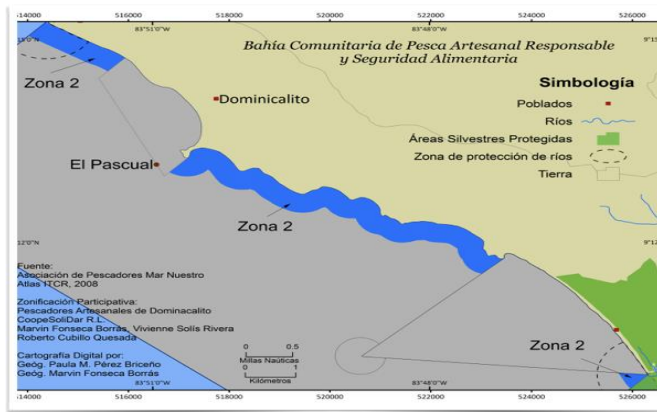 514000 516000 518000 520000 522000 524000 526000
83°51'0"W 83°48'0"W
Bahía Comunitaria de Pesca Artesanal Responsable
y Seguridad Alimentaria
Zona 2
Dominicalito
El Pascual
Zona 2
Simbología
Poblados
Ríos
Áreas Silvestres Protegidas
Zona de protección de ríos
Tierra
Fuente:
Asociación de Pescadores Mar Nuestro
Atlas ITCR, 2008
Zonificación Participativa:
Pescadores Artesanales de Dominacalito
CoopeSoliDar R.L.
Marvin Fonseca Borrás, Vivienne Solís Rivera
Roberto Cubillo Quesada
Cartografía Digital por:
Geóg. Paula M. Pérez Briceño
Geóg. Marvin Fonseca Borrás
0 0.5
Millas Naúticas
0 1
Kilómetros
Zona 2
83°51'0"W 83°48'0"W
514000 516000 518000 520000 522000 524000 526000